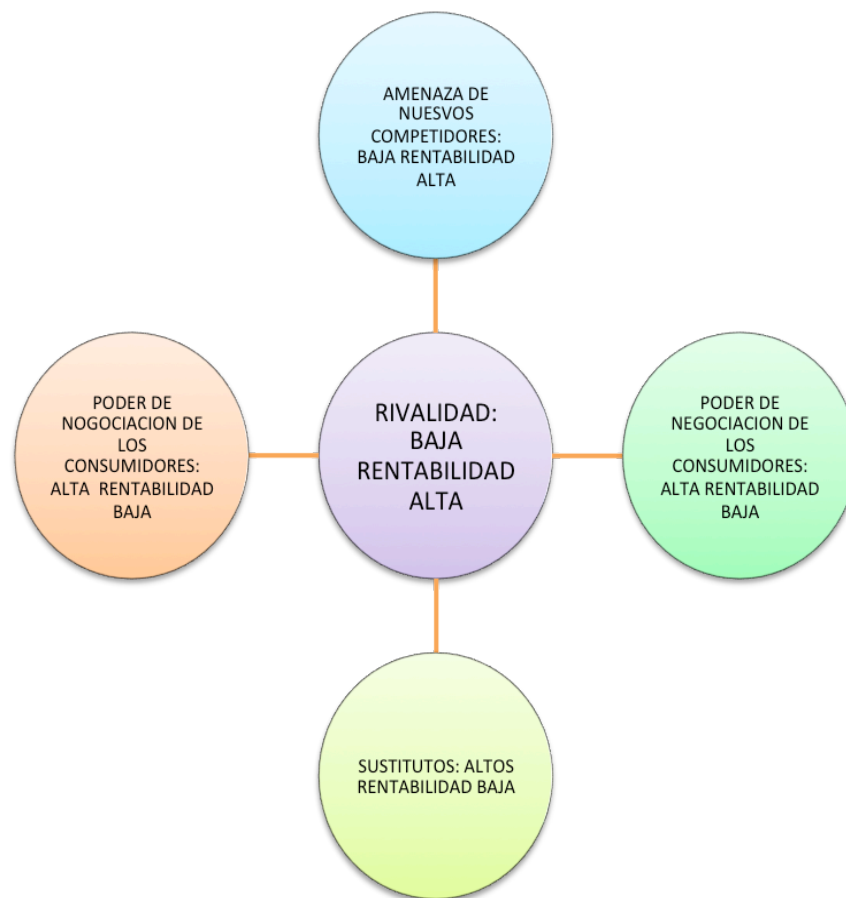 AMENAZA DE
NUESVOS
COMPETIDORES:
BAJA RENTABILIDAD
ALTA
PODER DE
NOGOCIACION DE
LOS
CONSUMIDORES:
ALTA RENTABILIDAD
BAJA
RIVALIDAD:
BAJA
RENTABILIDAD
ALTA
PODER DE
NEGOCIACION DE
LOS
CONSUMIDORES:
ALTA RENTABILIDAD
BAJA
SUSTITUTOS: ALTOS
RENTABILIDAD BAJA